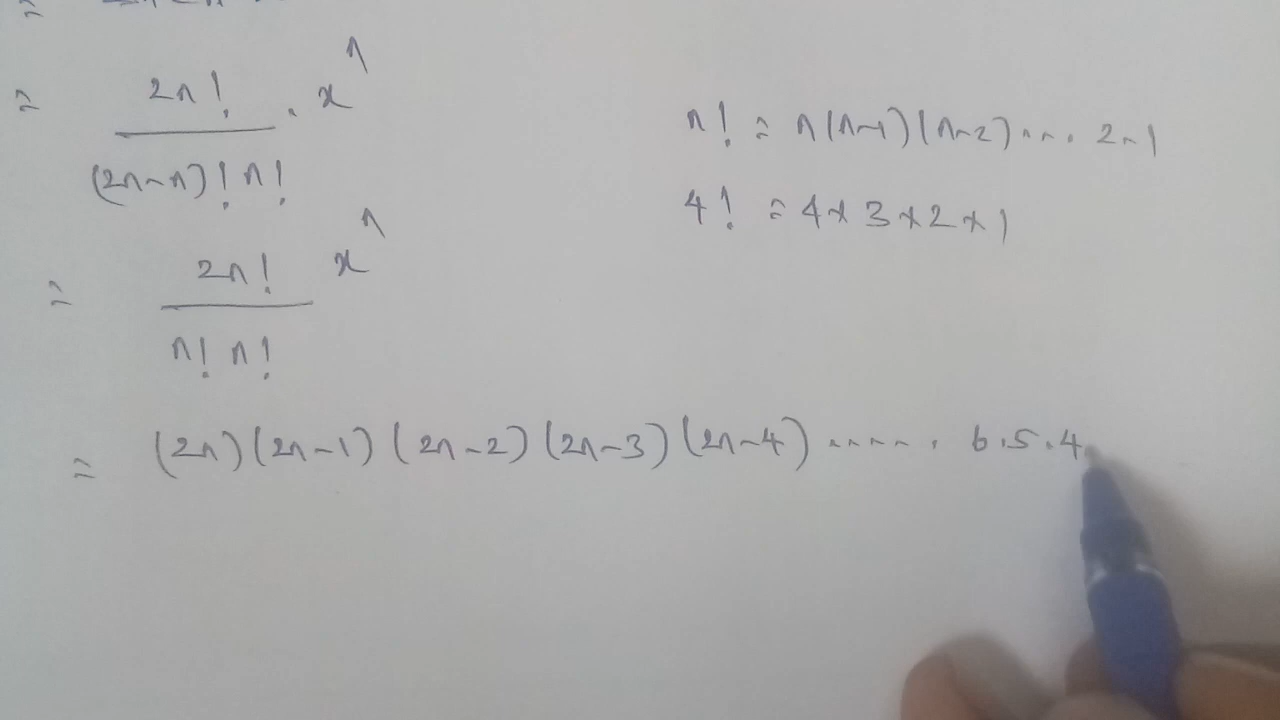 = 2n! . x^n
(2n-n)! n!
n! = n(n-1)(n-2).... 2.1
4! = 4×3×2×1
= 2n! x^n
n! n!
= (2n)(2n-1)(2n-2)(2n-3)(2n-4)..... 6.5.4.